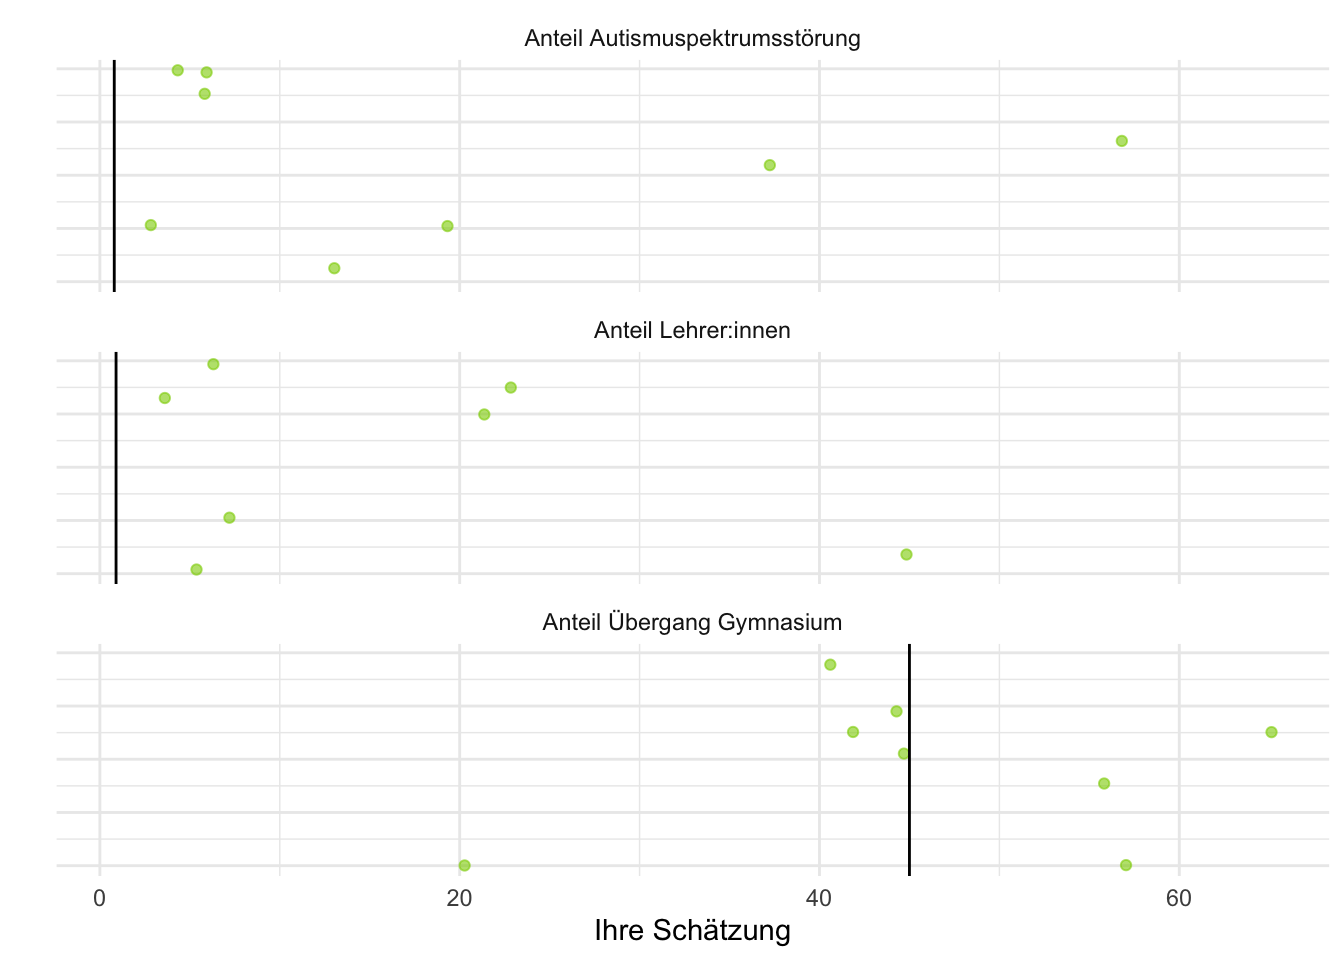 Anteil Autismuspektrumsstörung
Anteil Lehrer:innen
Anteil Übergang Gymnasium
0 20 40 60
Ihre Schätzung